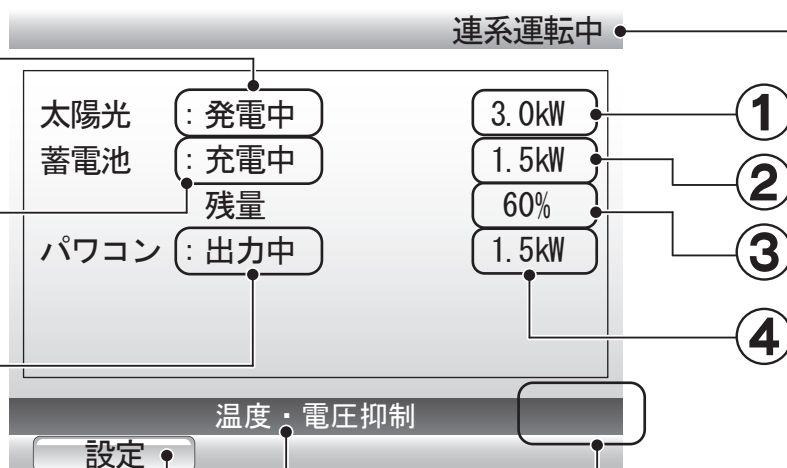 連系運転中
太陽光 : 発電中 3.0kW ①
蓄電池 : 充電中 1.5kW ②
残量 60% ③
パワコン : 出力中 1.5kW ④
温度・電圧抑制
設定